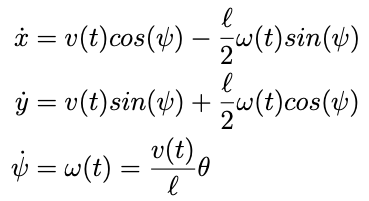 ẋ = v(t)cos(ψ) − ℓ/2 ω(t)sin(ψ)
ẏ = v(t)sin(ψ) + ℓ/2 ω(t)cos(ψ)
ψ̇ = ω(t) = v(t)/ℓ θ